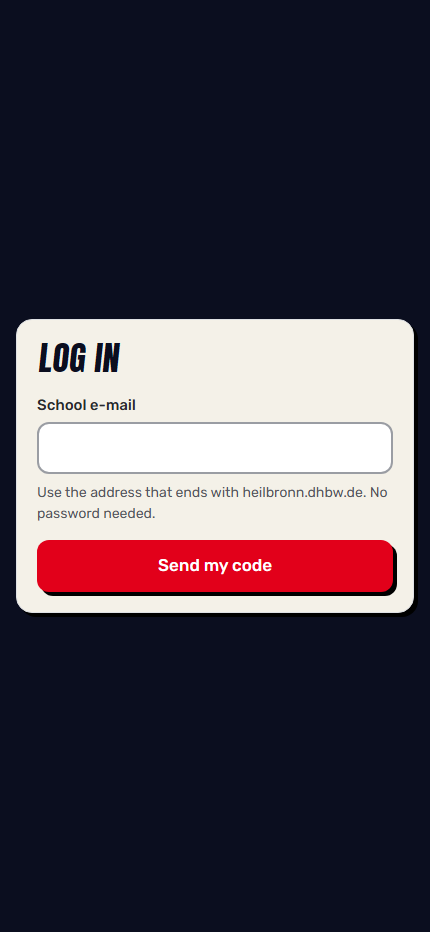 LOG IN
School e-mail
Use the address that ends with heilbronn.dhbw.de. No
password needed.
Send my code